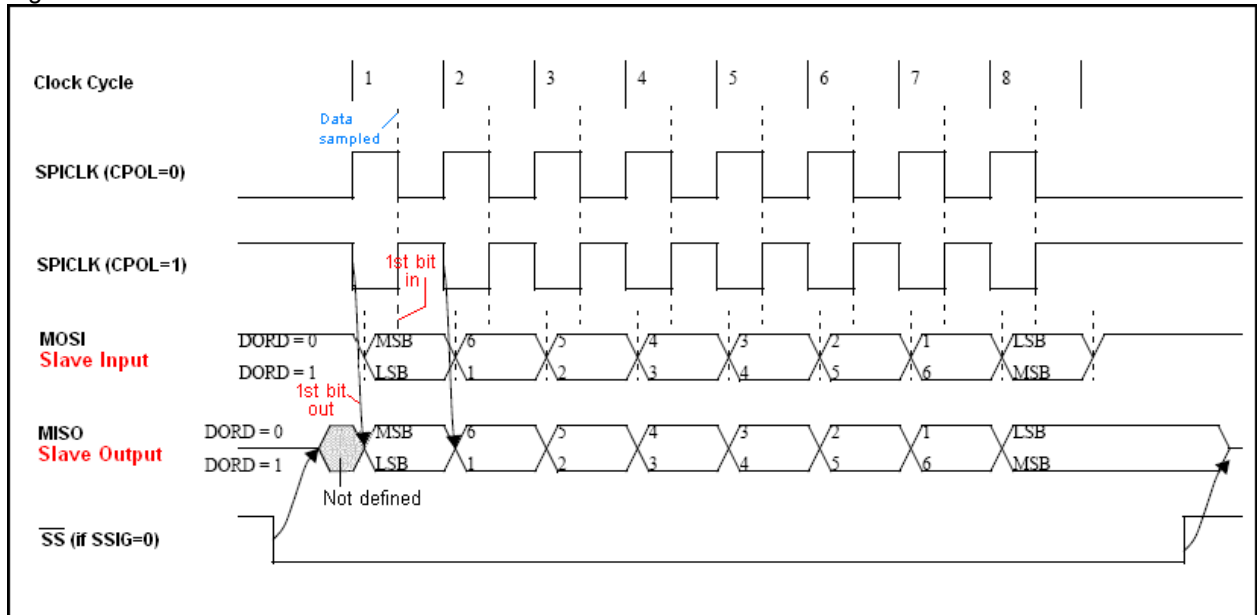 Clock Cycle 1 2 3 4 5 6 7 8
Data
sampled
SPICLK (CPOL=0)
SPICLK (CPOL=1)
1st bit
in
MOSI DORD = 0 MSB 6 5 4 3 2 1 LSB
Slave Input
DORD = 1 LSB 1 2 3 4 5 6 MSB
1st bit
out
MISO DORD = 0 MSB 6 5 4 3 2 1 LSB
Slave Output
DORD = 1 LSB 1 2 3 4 5 6 MSB
Not defined
SS (if SSIG=0)